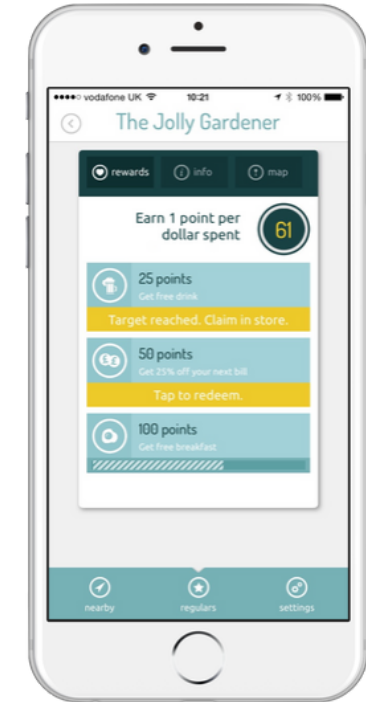 vodafone UK 10:21 100%
The Jolly Gardener
rewards info map
Earn 1 point per
dollar spent
61
25 points
Get free drink
Target reached. Claim in store.
50 points
Get 25% off your next bill
Tap to redeem.
100 points
Get free breakfast
nearby regulars settings